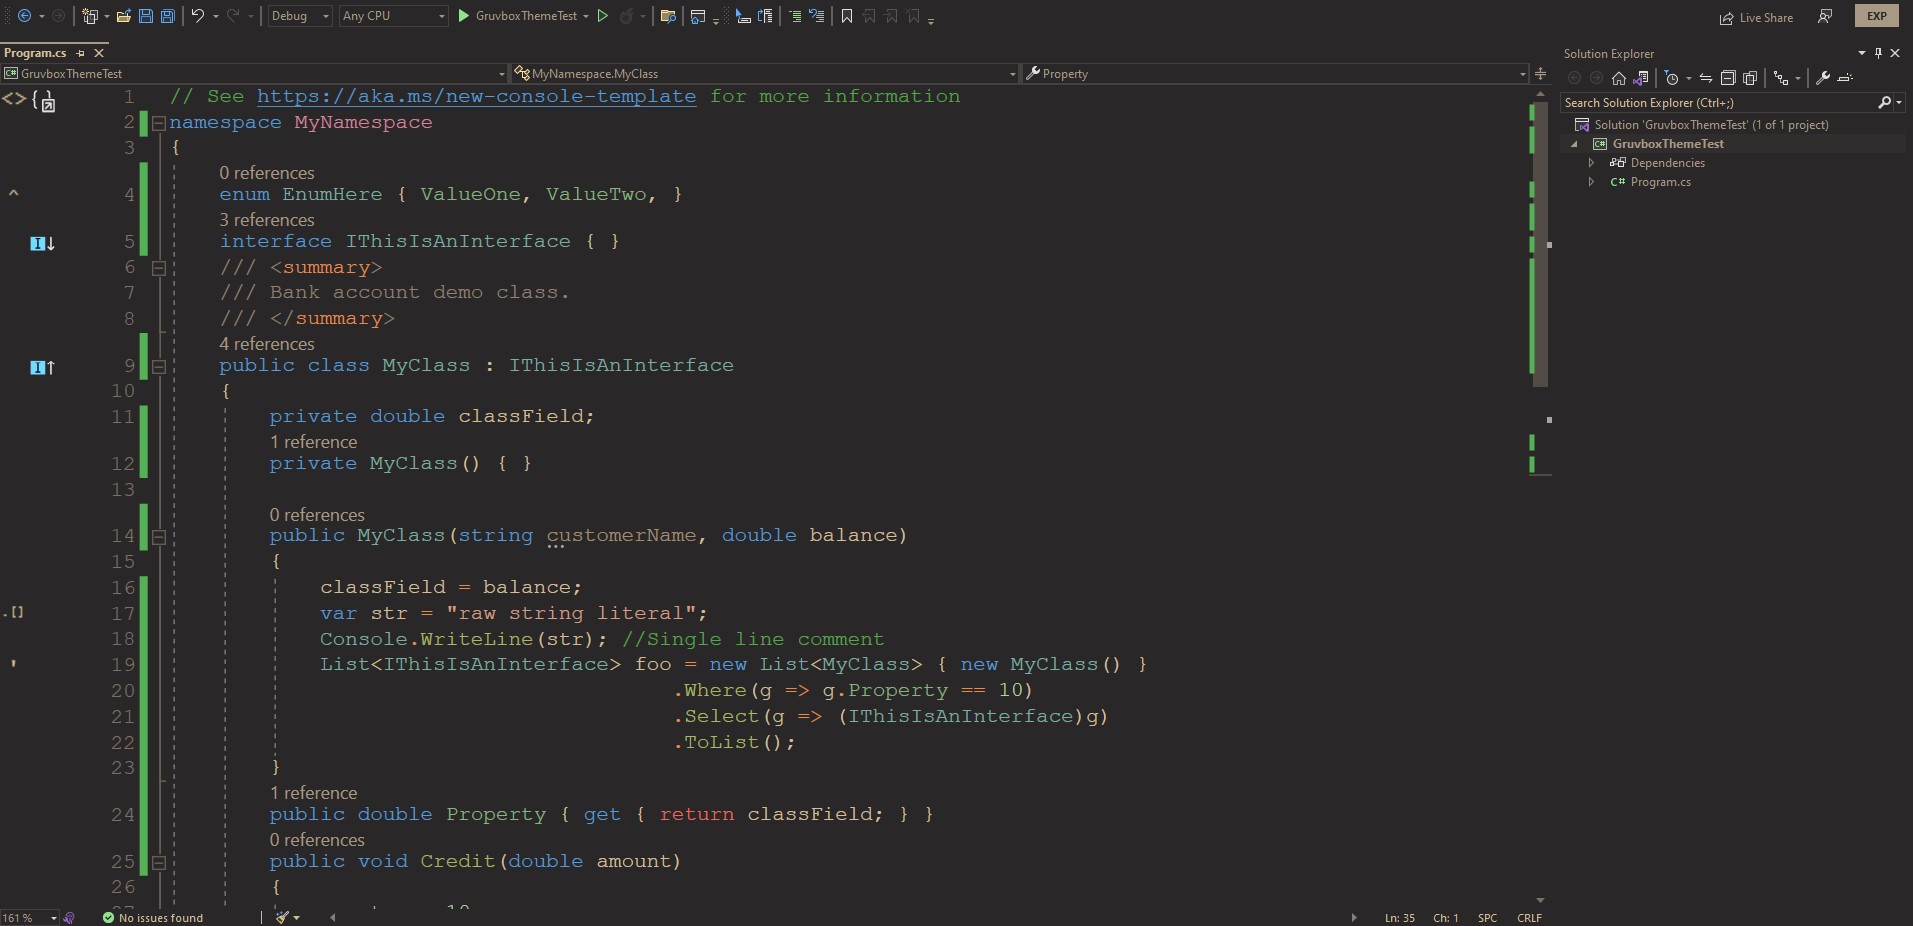 Debug Any CPU GruvboxThemeTest Live Share EXP
Program.cs
GruvboxThemeTest MyNamespace.MyClass Property
1 // See https://aka.ms/new-console-template for more information
2 namespace MyNamespace
3 {
0 references
4 enum EnumHere { ValueOne, ValueTwo, }
3 references
5 interface IThisIsAnInterface { }
6 /// <summary>
7 /// Bank account demo class.
8 /// </summary>
4 references
9 public class MyClass : IThisIsAnInterface
10 {
11 private double classField;
1 reference
12 private MyClass() { }
13
0 references
14 public MyClass(string customerName, double balance)
15 {
16 classField = balance;
17 var str = "raw string literal";
18 Console.WriteLine(str); //Single line comment
19 List<IThisIsAnInterface> foo = new List<MyClass> { new MyClass() }
20 .Where(g => g.Property == 10)
21 .Select(g => (IThisIsAnInterface)g)
22 .ToList();
23 }
1 reference
24 public double Property { get { return classField; } }
0 references
25 public void Credit(double amount)
26 {
161 % No issues found Ln: 35 Ch: 1 SPC CRLF
Solution Explorer
Search Solution Explorer (Ctrl+;)
Solution 'GruvboxThemeTest' (1 of 1 project)
C# GruvboxThemeTest
Dependencies
C# Program.cs